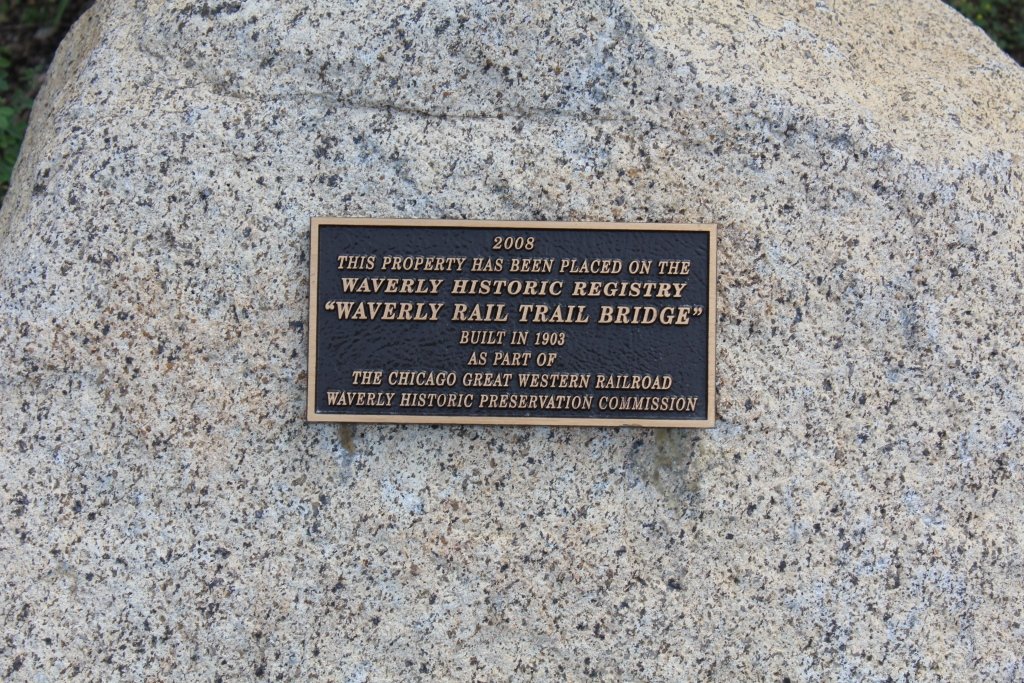 2008
THIS PROPERTY HAS BEEN PLACED ON THE
WAVERLY HISTORIC REGISTRY
“WAVERLY RAIL TRAIL BRIDGE”
BUILT IN 1903
AS PART OF
THE CHICAGO GREAT WESTERN RAILROAD
WAVERLY HISTORIC PRESERVATION COMMISSION